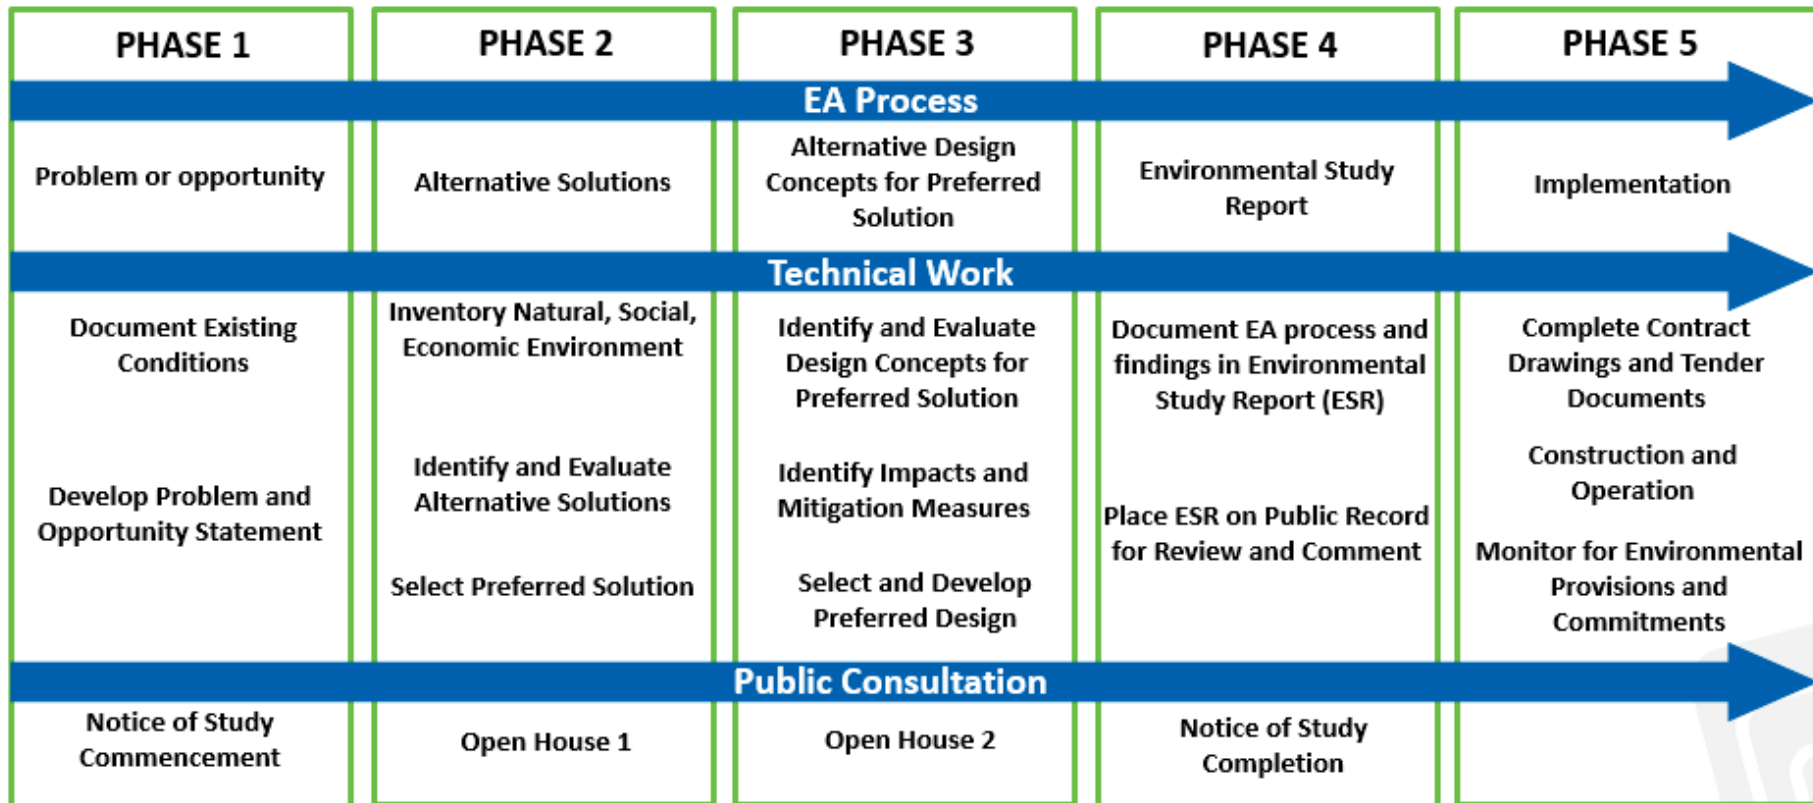 PHASE 1
PHASE 2
PHASE 3
PHASE 4
PHASE 5
EA Process
Problem or opportunity
Alternative Solutions
Alternative Design
Concepts for Preferred
Solution
Environmental Study
Report
Implementation
Technical Work
Document Existing
Conditions
Develop Problem and
Opportunity Statement
Inventory Natural, Social,
Economic Environment
Identify and Evaluate
Alternative Solutions
Select Preferred Solution
Identify and Evaluate
Design Concepts for
Preferred Solution
Identify Impacts and
Mitigation Measures
Select and Develop
Preferred Design
Document EA process and
findings in Environmental
Study Report (ESR)
Place ESR on Public Record
for Review and Comment
Complete Contract
Drawings and Tender
Documents
Construction and
Operation
Monitor for Environmental
Provisions and
Commitments
Public Consultation
Notice of Study
Commencement
Open House 1
Open House 2
Notice of Study
Completion